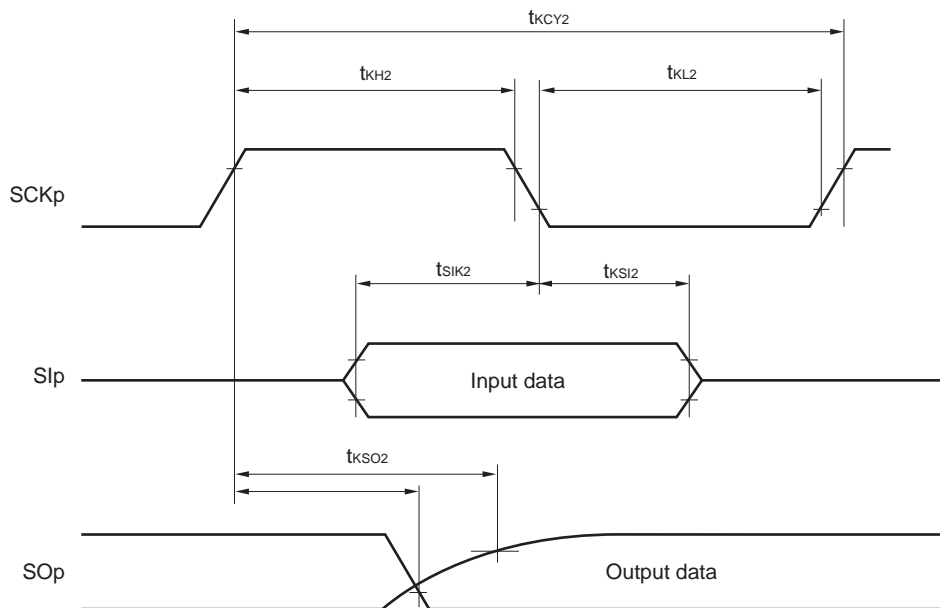 tKCY2
tKH2
tKL2
SCKp
tSIK2
tKSI2
SIp
Input data
tKSO2
SOp
Output data